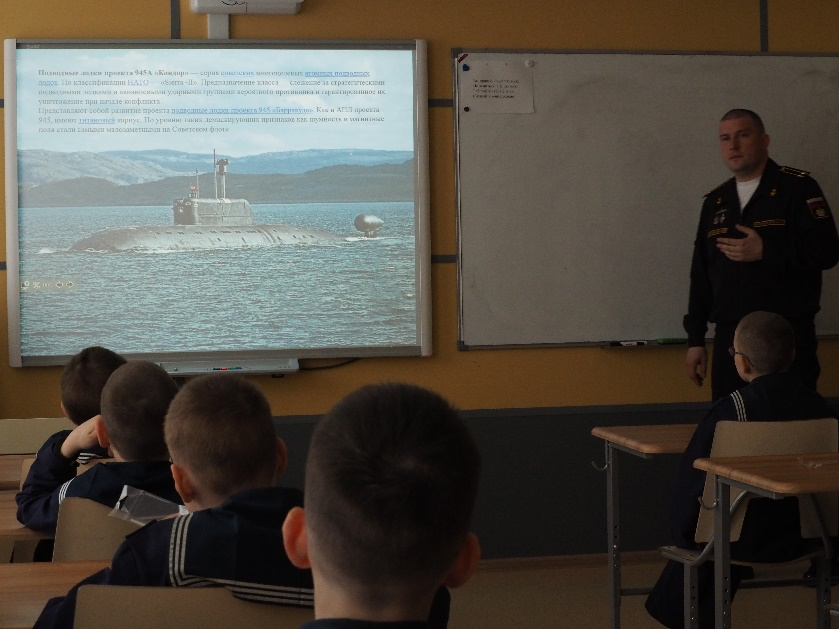 Подводные лодки проекта 945А «Кондор» — серия советских многоцелевых атомных подводных
лодок. По классификации НАТО — «Sierra-II». Предназначение класса — слежение за стратегическими
подводными лодками и авианосными ударными группами вероятного противника и гарантированное их
уничтожение при начале конфликта.
Представляют собой развитие проекта подводные лодки проекта 945 «Барракуда». Как и АПЛ проекта
945, имеют титановый корпус. По уровню таких демаскирующих признаков как шумность и магнитные
поля стали самыми малозаметными на Советском флоте